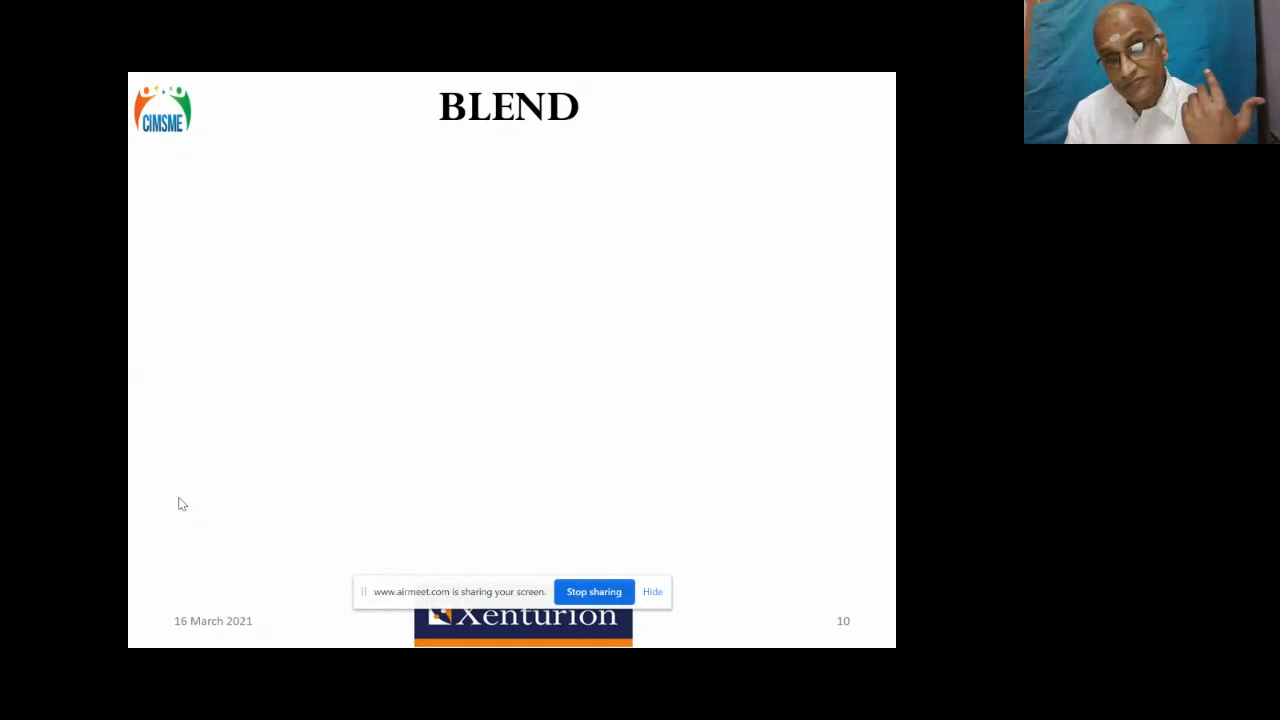 CIMSME
BLEND
www.airmeet.com is sharing your screen.
Stop sharing
Hide
Xenturion
16 March 2021
10